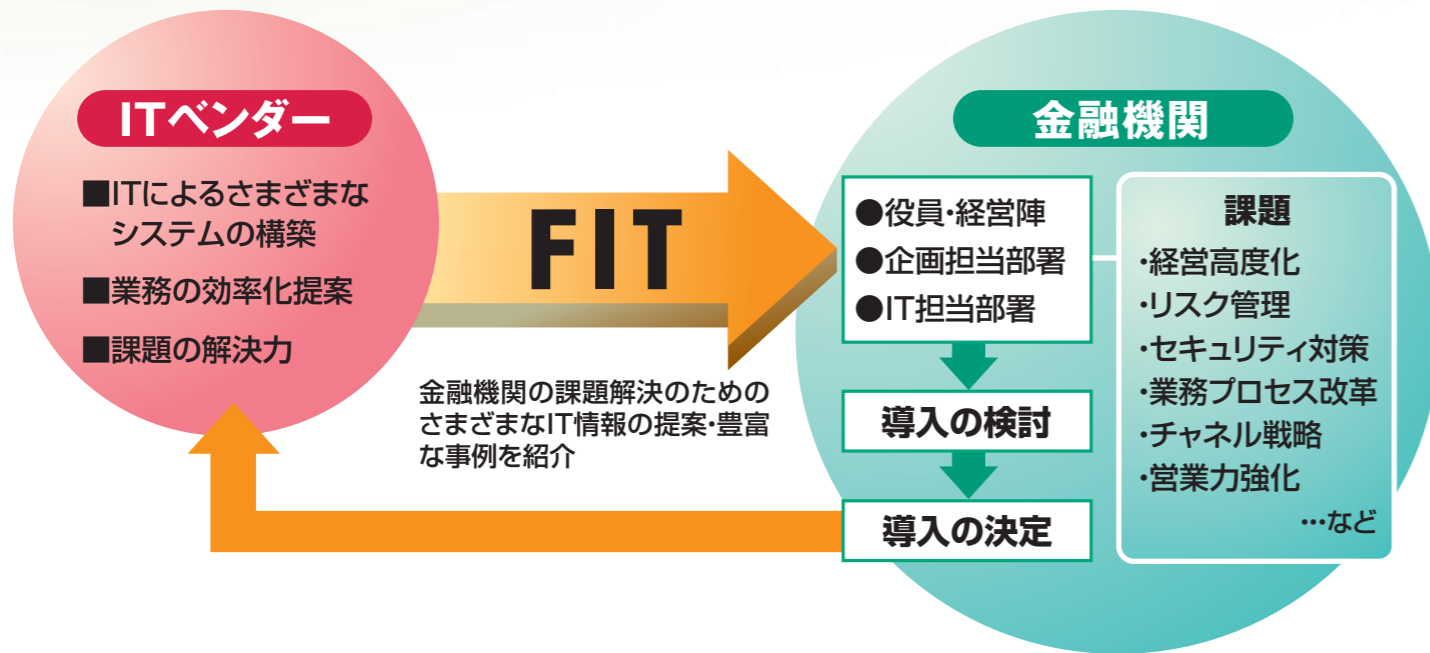 ITベンダー
■ITによるさまざまな
システムの構築
■業務の効率化提案
■課題の解決力
FIT
金融機関の課題解決のための
さまざまなIT情報の提案・豊富
な事例を紹介
金融機関
●役員・経営陣
●企画担当部署
●IT担当部署
導入の検討
導入の決定
課題
・経営高度化
・リスク管理
・セキュリティ対策
・業務プロセス改革
・チャネル戦略
・営業力強化
…など